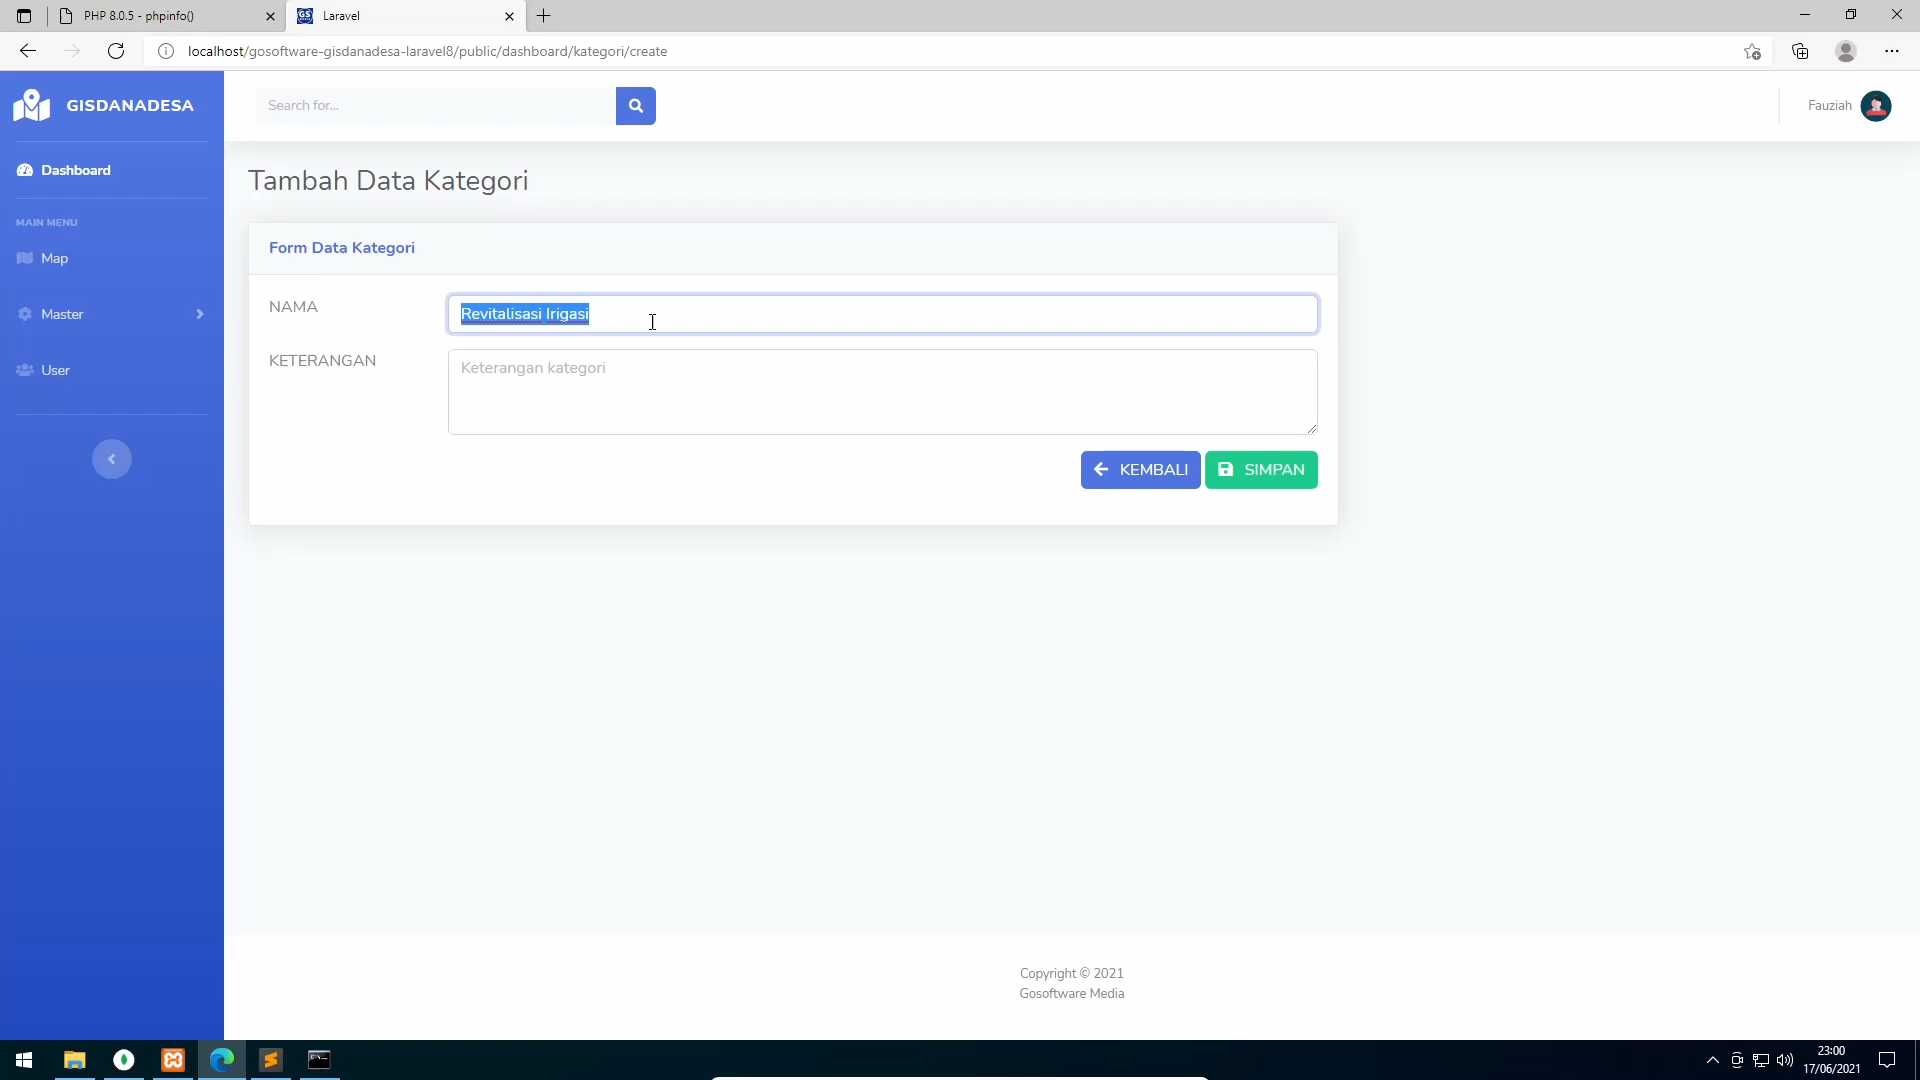 PHP 8.0.5 - phpinfo()
Laravel
localhost/gosoftware-gisdanadesa-laravel8/public/dashboard/kategori/create
GISDANADESA
Search for...
Fauziah
Dashboard
MAIN MENU
Map
Master
User
Tambah Data Kategori
Form Data Kategori
NAMA
Revitalisasi Irigasi
KETERANGAN
Keterangan kategori
KEMBALI
SIMPAN
Copyright © 2021
Gosoftware Media
23:00
17/06/2021